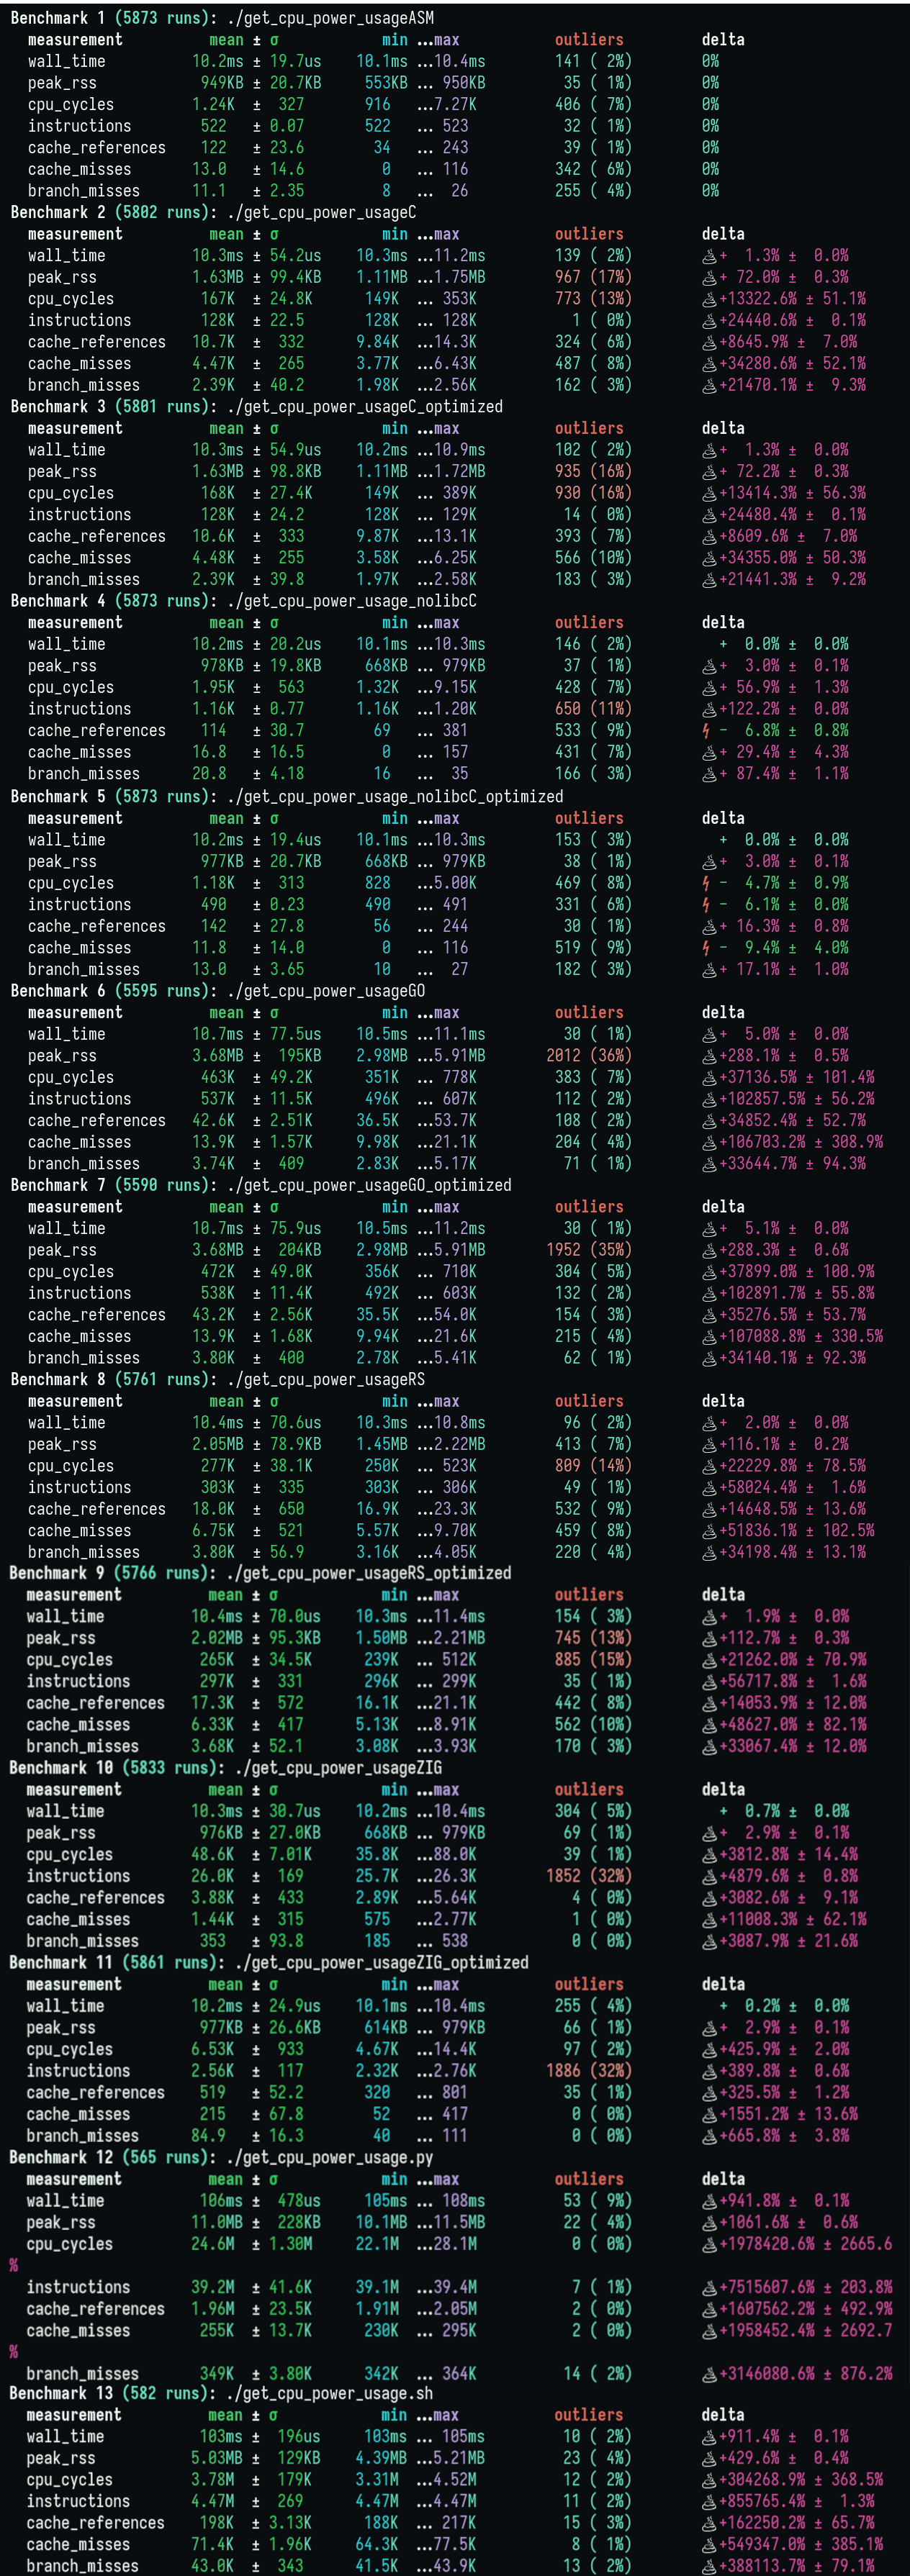 Benchmark 1 (5873 runs): ./get_cpu_power_usageASM
measurement mean ± σ min …max outliers delta
wall_time 10.2ms ± 19.7us 10.1ms …10.4ms 141 ( 2%) 0%
peak_rss 949KB ± 20.7KB 553KB … 950KB 35 ( 1%) 0%
cpu_cycles 1.24K ± 327 916 …7.27K 406 ( 7%) 0%
instructions 522 ± 0.07 522 … 523 32 ( 1%) 0%
cache_references 122 ± 23.6 34 … 243 39 ( 1%) 0%
cache_misses 13.0 ± 14.6 0 … 116 342 ( 6%) 0%
branch_misses 11.1 ± 2.35 8 … 26 255 ( 4%) 0%
Benchmark 2 (5802 runs): ./get_cpu_power_usageC
measurement mean ± σ min …max outliers delta
wall_time 10.3ms ± 54.2us 10.3ms …11.2ms 139 ( 2%) 💩+ 1.3% ± 0.0%
peak_rss 1.63MB ± 99.4KB 1.11MB …1.75MB 967 (17%) 💩+ 72.0% ± 0.3%
cpu_cycles 167K ± 24.8K 149K … 353K 773 (13%) 💩+13322.6% ± 51.1%
instructions 128K ± 22.5 128K … 128K 1 ( 0%) 💩+24440.6% ± 0.1%
cache_references 10.7K ± 332 9.84K …14.3K 324 ( 6%) 💩+8645.9% ± 7.0%
cache_misses 4.47K ± 265 3.77K …6.43K 487 ( 8%) 💩+34280.6% ± 52.1%
branch_misses 2.39K ± 40.2 1.98K …2.56K 162 ( 3%) 💩+21470.1% ± 9.3%
Benchmark 3 (5801 runs): ./get_cpu_power_usageC_optimized
measurement mean ± σ min …max outliers delta
wall_time 10.3ms ± 54.9us 10.2ms …10.9ms 102 ( 2%) 💩+ 1.3% ± 0.0%
peak_rss 1.63MB ± 98.8KB 1.11MB …1.72MB 935 (16%) 💩+ 72.2% ± 0.3%
cpu_cycles 168K ± 27.4K 149K … 389K 930 (16%) 💩+13414.3% ± 56.3%
instructions 128K ± 24.2 128K … 129K 14 ( 0%) 💩+24480.4% ± 0.1%
cache_references 10.6K ± 333 9.87K …13.1K 393 ( 7%) 💩+8609.6% ± 7.0%
cache_misses 4.48K ± 255 3.58K …6.25K 566 (10%) 💩+34355.0% ± 50.3%
branch_misses 2.39K ± 39.8 1.97K …2.58K 183 ( 3%) 💩+21441.3% ± 9.2%
Benchmark 4 (5873 runs): ./get_cpu_power_usage_nolibcC
measurement mean ± σ min …max outliers delta
wall_time 10.2ms ± 20.2us 10.1ms …10.3ms 146 ( 2%) + 0.0% ± 0.0%
peak_rss 978KB ± 19.8KB 668KB … 979KB 37 ( 1%) 💩+ 3.0% ± 0.1%
cpu_cycles 1.95K ± 563 1.32K …9.15K 428 ( 7%) 💩+ 56.9% ± 1.3%
instructions 1.16K ± 0.77 1.16K …1.20K 650 (11%) 💩+122.2% ± 0.0%
cache_references 114 ± 30.7 69 … 381 533 ( 9%) ⚡- 6.8% ± 0.8%
cache_misses 16.8 ± 16.5 0 … 157 431 ( 7%) 💩+ 29.4% ± 4.3%
branch_misses 20.8 ± 4.18 16 … 35 166 ( 3%) 💩+ 87.4% ± 1.1%
Benchmark 5 (5873 runs): ./get_cpu_power_usage_nolibcC_optimized
measurement mean ± σ min …max outliers delta
wall_time 10.2ms ± 19.4us 10.1ms …10.3ms 153 ( 3%) + 0.0% ± 0.0%
peak_rss 977KB ± 20.7KB 668KB … 979KB 38 ( 1%) 💩+ 3.0% ± 0.1%
cpu_cycles 1.18K ± 313 828 …5.00K 469 ( 8%) ⚡- 4.7% ± 0.9%
instructions 490 ± 0.23 490 … 491 331 ( 6%) ⚡- 6.1% ± 0.0%
cache_references 142 ± 27.8 56 … 244 30 ( 1%) 💩+ 16.3% ± 0.8%
cache_misses 11.8 ± 14.0 0 … 116 519 ( 9%) ⚡- 9.4% ± 4.0%
branch_misses 13.0 ± 3.65 10 … 27 182 ( 3%) 💩+ 17.1% ± 1.0%
Benchmark 6 (5595 runs): ./get_cpu_power_usageGO
measurement mean ± σ min …max outliers delta
wall_time 10.7ms ± 77.5us 10.5ms …11.1ms 30 ( 1%) 💩+ 5.0% ± 0.0%
peak_rss 3.68MB ± 195KB 2.98MB …5.91MB 2012 (36%) 💩+288.1% ± 0.5%
cpu_cycles 463K ± 49.2K 351K … 778K 383 ( 7%) 💩+37136.5% ± 101.4%
instructions 537K ± 11.5K 496K … 607K 112 ( 2%) 💩+102857.5% ± 56.2%
cache_references 42.6K ± 2.51K 36.5K …53.7K 108 ( 2%) 💩+34852.4% ± 52.7%
cache_misses 13.9K ± 1.57K 9.98K …21.1K 204 ( 4%) 💩+106703.2% ± 308.9%
branch_misses 3.74K ± 409 2.83K …5.17K 71 ( 1%) 💩+33644.7% ± 94.3%
Benchmark 7 (5590 runs): ./get_cpu_power_usageGO_optimized
measurement mean ± σ min …max outliers delta
wall_time 10.7ms ± 75.9us 10.5ms …11.2ms 30 ( 1%) 💩+ 5.1% ± 0.0%
peak_rss 3.68MB ± 204KB 2.98MB …5.91MB 1952 (35%) 💩+288.3% ± 0.6%
cpu_cycles 472K ± 49.0K 356K … 710K 304 ( 5%) 💩+37899.0% ± 100.9%
instructions 538K ± 11.4K 492K … 603K 132 ( 2%) 💩+102891.7% ± 55.8%
cache_references 43.2K ± 2.56K 35.5K …54.0K 154 ( 3%) 💩+35276.5% ± 53.7%
cache_misses 13.9K ± 1.68K 9.94K …21.6K 215 ( 4%) 💩+107088.8% ± 330.5%
branch_misses 3.80K ± 400 2.78K …5.41K 62 ( 1%) 💩+34140.1% ± 92.3%
Benchmark 8 (5761 runs): ./get_cpu_power_usageRS
measurement mean ± σ min …max outliers delta
wall_time 10.4ms ± 70.6us 10.3ms …10.8ms 96 ( 2%) 💩+ 2.0% ± 0.0%
peak_rss 2.05MB ± 78.9KB 1.45MB …2.22MB 413 ( 7%) 💩+116.1% ± 0.2%
cpu_cycles 277K ± 38.1K 250K … 523K 809 (14%) 💩+22229.8% ± 78.5%
instructions 303K ± 335 303K … 306K 49 ( 1%) 💩+58024.4% ± 1.6%
cache_references 18.0K ± 650 16.9K …23.3K 532 ( 9%) 💩+14648.5% ± 13.6%
cache_misses 6.75K ± 521 5.57K …9.70K 459 ( 8%) 💩+51836.1% ± 102.5%
branch_misses 3.80K ± 56.9 3.16K …4.05K 220 ( 4%) 💩+34198.4% ± 13.1%
Benchmark 9 (5766 runs): ./get_cpu_power_usageRS_optimized
measurement mean ± σ min …max outliers delta
wall_time 10.4ms ± 70.0us 10.3ms …11.4ms 154 ( 3%) 💩+ 1.9% ± 0.0%
peak_rss 2.02MB ± 95.3KB 1.50MB …2.21MB 745 (13%) 💩+112.7% ± 0.3%
cpu_cycles 265K ± 34.5K 239K … 512K 885 (15%) 💩+21262.0% ± 70.9%
instructions 297K ± 331 296K … 299K 35 ( 1%) 💩+56717.8% ± 1.6%
cache_references 17.3K ± 572 16.1K …21.1K 442 ( 8%) 💩+14053.9% ± 12.0%
cache_misses 6.33K ± 417 5.13K …8.91K 562 (10%) 💩+48627.0% ± 82.1%
branch_misses 3.68K ± 52.1 3.08K …3.93K 170 ( 3%) 💩+33067.4% ± 12.0%
Benchmark 10 (5833 runs): ./get_cpu_power_usageZIG
measurement mean ± σ min …max outliers delta
wall_time 10.3ms ± 30.7us 10.2ms …10.4ms 304 ( 5%) + 0.7% ± 0.0%
peak_rss 976KB ± 27.0KB 668KB … 979KB 69 ( 1%) 💩+ 2.9% ± 0.1%
cpu_cycles 48.6K ± 7.01K 35.8K …88.0K 39 ( 1%) 💩+3812.8% ± 14.4%
instructions 26.0K ± 169 25.7K …26.3K 1852 (32%) 💩+4879.6% ± 0.8%
cache_references 3.88K ± 433 2.89K …5.64K 4 ( 0%) 💩+3082.6% ± 9.1%
cache_misses 1.44K ± 315 575 …2.77K 1 ( 0%) 💩+11008.3% ± 62.1%
branch_misses 353 ± 93.8 185 … 538 0 ( 0%) 💩+3087.9% ± 21.6%
Benchmark 11 (5861 runs): ./get_cpu_power_usageZIG_optimized
measurement mean ± σ min …max outliers delta
wall_time 10.2ms ± 24.9us 10.1ms …10.4ms 255 ( 4%) + 0.2% ± 0.0%
peak_rss 977KB ± 26.6KB 614KB … 979KB 66 ( 1%) 💩+ 2.9% ± 0.1%
cpu_cycles 6.53K ± 933 4.67K …14.4K 97 ( 2%) 💩+425.9% ± 2.0%
instructions 2.56K ± 117 2.32K …2.76K 1886 (32%) 💩+389.8% ± 0.6%
cache_references 519 ± 52.2 320 … 801 35 ( 1%) 💩+325.5% ± 1.2%
cache_misses 215 ± 67.8 52 … 417 0 ( 0%) 💩+1551.2% ± 13.6%
branch_misses 84.9 ± 16.3 40 … 111 0 ( 0%) 💩+665.8% ± 3.8%
Benchmark 12 (565 runs): ./get_cpu_power_usage.py
measurement mean ± σ min …max outliers delta
wall_time 106ms ± 478us 105ms … 108ms 53 ( 9%) 💩+941.8% ± 0.1%
peak_rss 11.0MB ± 228KB 10.1MB …11.5MB 22 ( 4%) 💩+1061.6% ± 0.6%
cpu_cycles 24.6M ± 1.30M 22.1M …28.1M 0 ( 0%) 💩+1978420.6% ± 2665.6
%
instructions 39.2M ± 41.6K 39.1M …39.4M 7 ( 1%) 💩+7515607.6% ± 203.8%
cache_references 1.96M ± 23.5K 1.91M …2.05M 2 ( 0%) 💩+1607562.2% ± 492.9%
cache_misses 255K ± 13.7K 230K … 295K 2 ( 0%) 💩+1958452.4% ± 2692.7
%
branch_misses 349K ± 3.80K 342K … 364K 14 ( 2%) 💩+3146080.6% ± 876.2%
Benchmark 13 (582 runs): ./get_cpu_power_usage.sh
measurement mean ± σ min …max outliers delta
wall_time 103ms ± 196us 103ms … 105ms 10 ( 2%) 💩+911.4% ± 0.1%
peak_rss 5.03MB ± 129KB 4.39MB …5.21MB 23 ( 4%) 💩+429.6% ± 0.4%
cpu_cycles 3.78M ± 179K 3.31M …4.52M 12 ( 2%) 💩+304268.9% ± 368.5%
instructions 4.47M ± 269 4.47M …4.47M 11 ( 2%) 💩+855765.4% ± 1.3%
cache_references 198K ± 3.13K 188K … 217K 15 ( 3%) 💩+162250.2% ± 65.7%
cache_misses 71.4K ± 1.96K 64.3K …77.5K 8 ( 1%) 💩+549347.0% ± 385.1%
branch_misses 43.0K ± 343 41.5K …43.9K 13 ( 2%) 💩+388113.7% ± 79.1%